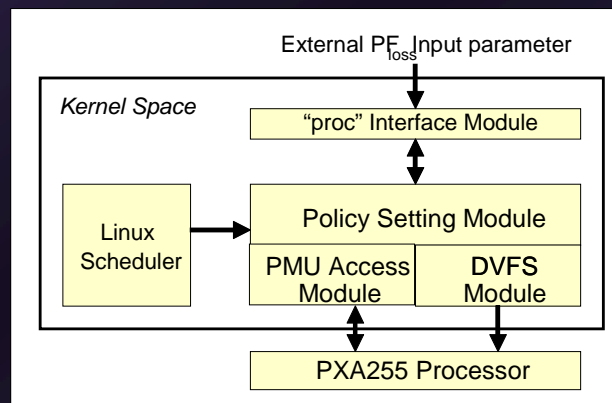 External PF_loss Input parameter
Kernel Space
“proc” Interface Module
Linux
Scheduler
Policy Setting Module
PMU Access
Module
DVFS
Module
PXA255 Processor